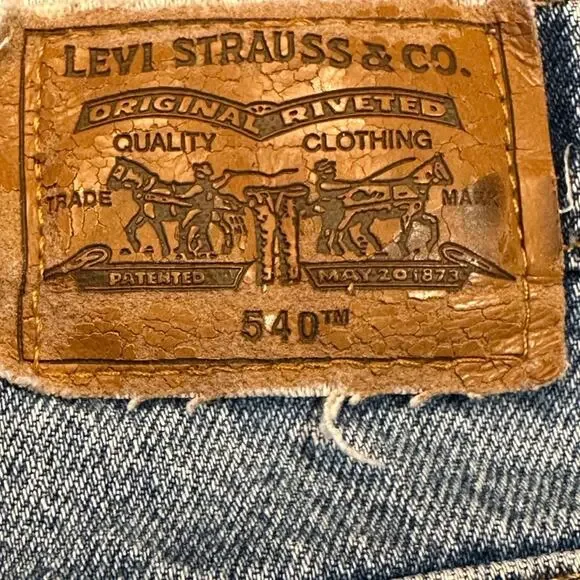 LEVI STRAUSS & CO.
ORIGINAL RIVETED
QUALITY CLOTHING
TRADE MARK
PATENTED MAY 20 1873
540™